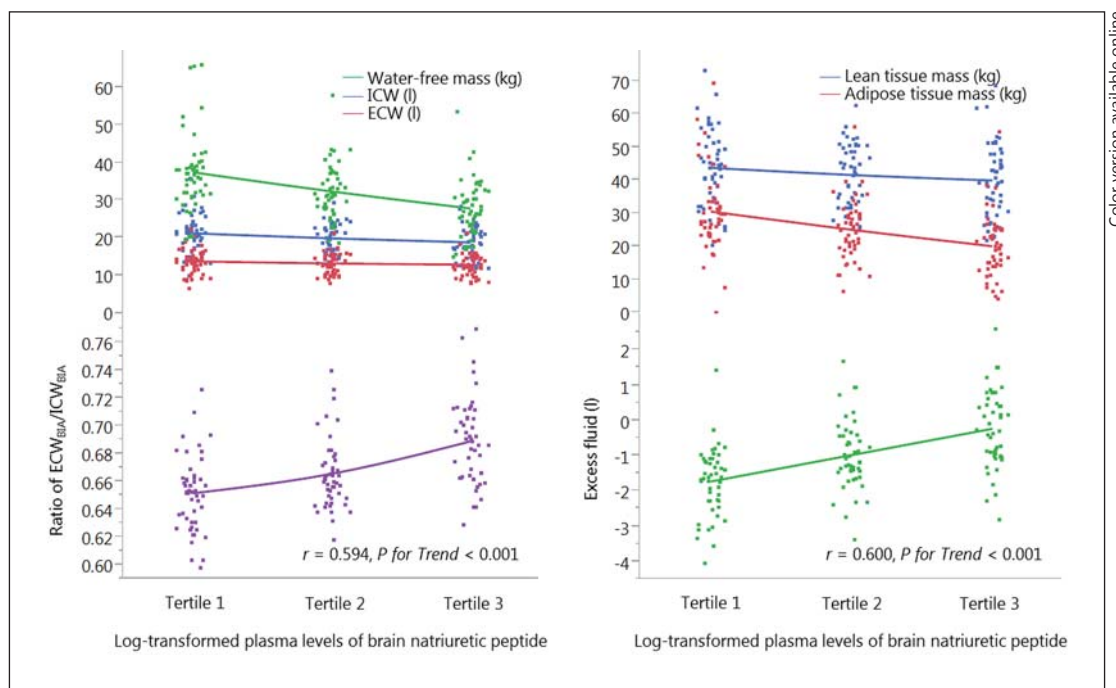 Water-free mass (kg)
ICW (l)
ECW (l)
60
50
40
30
20
10
0
0.76
0.74
0.72
0.70
0.68
0.66
0.64
0.62
0.60
Ratio of ECW_BIA/ICW_BIA
r = 0.594, P for Trend < 0.001
Tertile 1 Tertile 2 Tertile 3
Log-transformed plasma levels of brain natriuretic peptide
Lean tissue mass (kg)
Adipose tissue mass (kg)
70
60
50
40
30
20
10
0
2
1
0
-1
-2
-3
-4
Excess fluid (l)
r = 0.600, P for Trend < 0.001
Tertile 1 Tertile 2 Tertile 3
Log-transformed plasma levels of brain natriuretic peptide
Color version available online